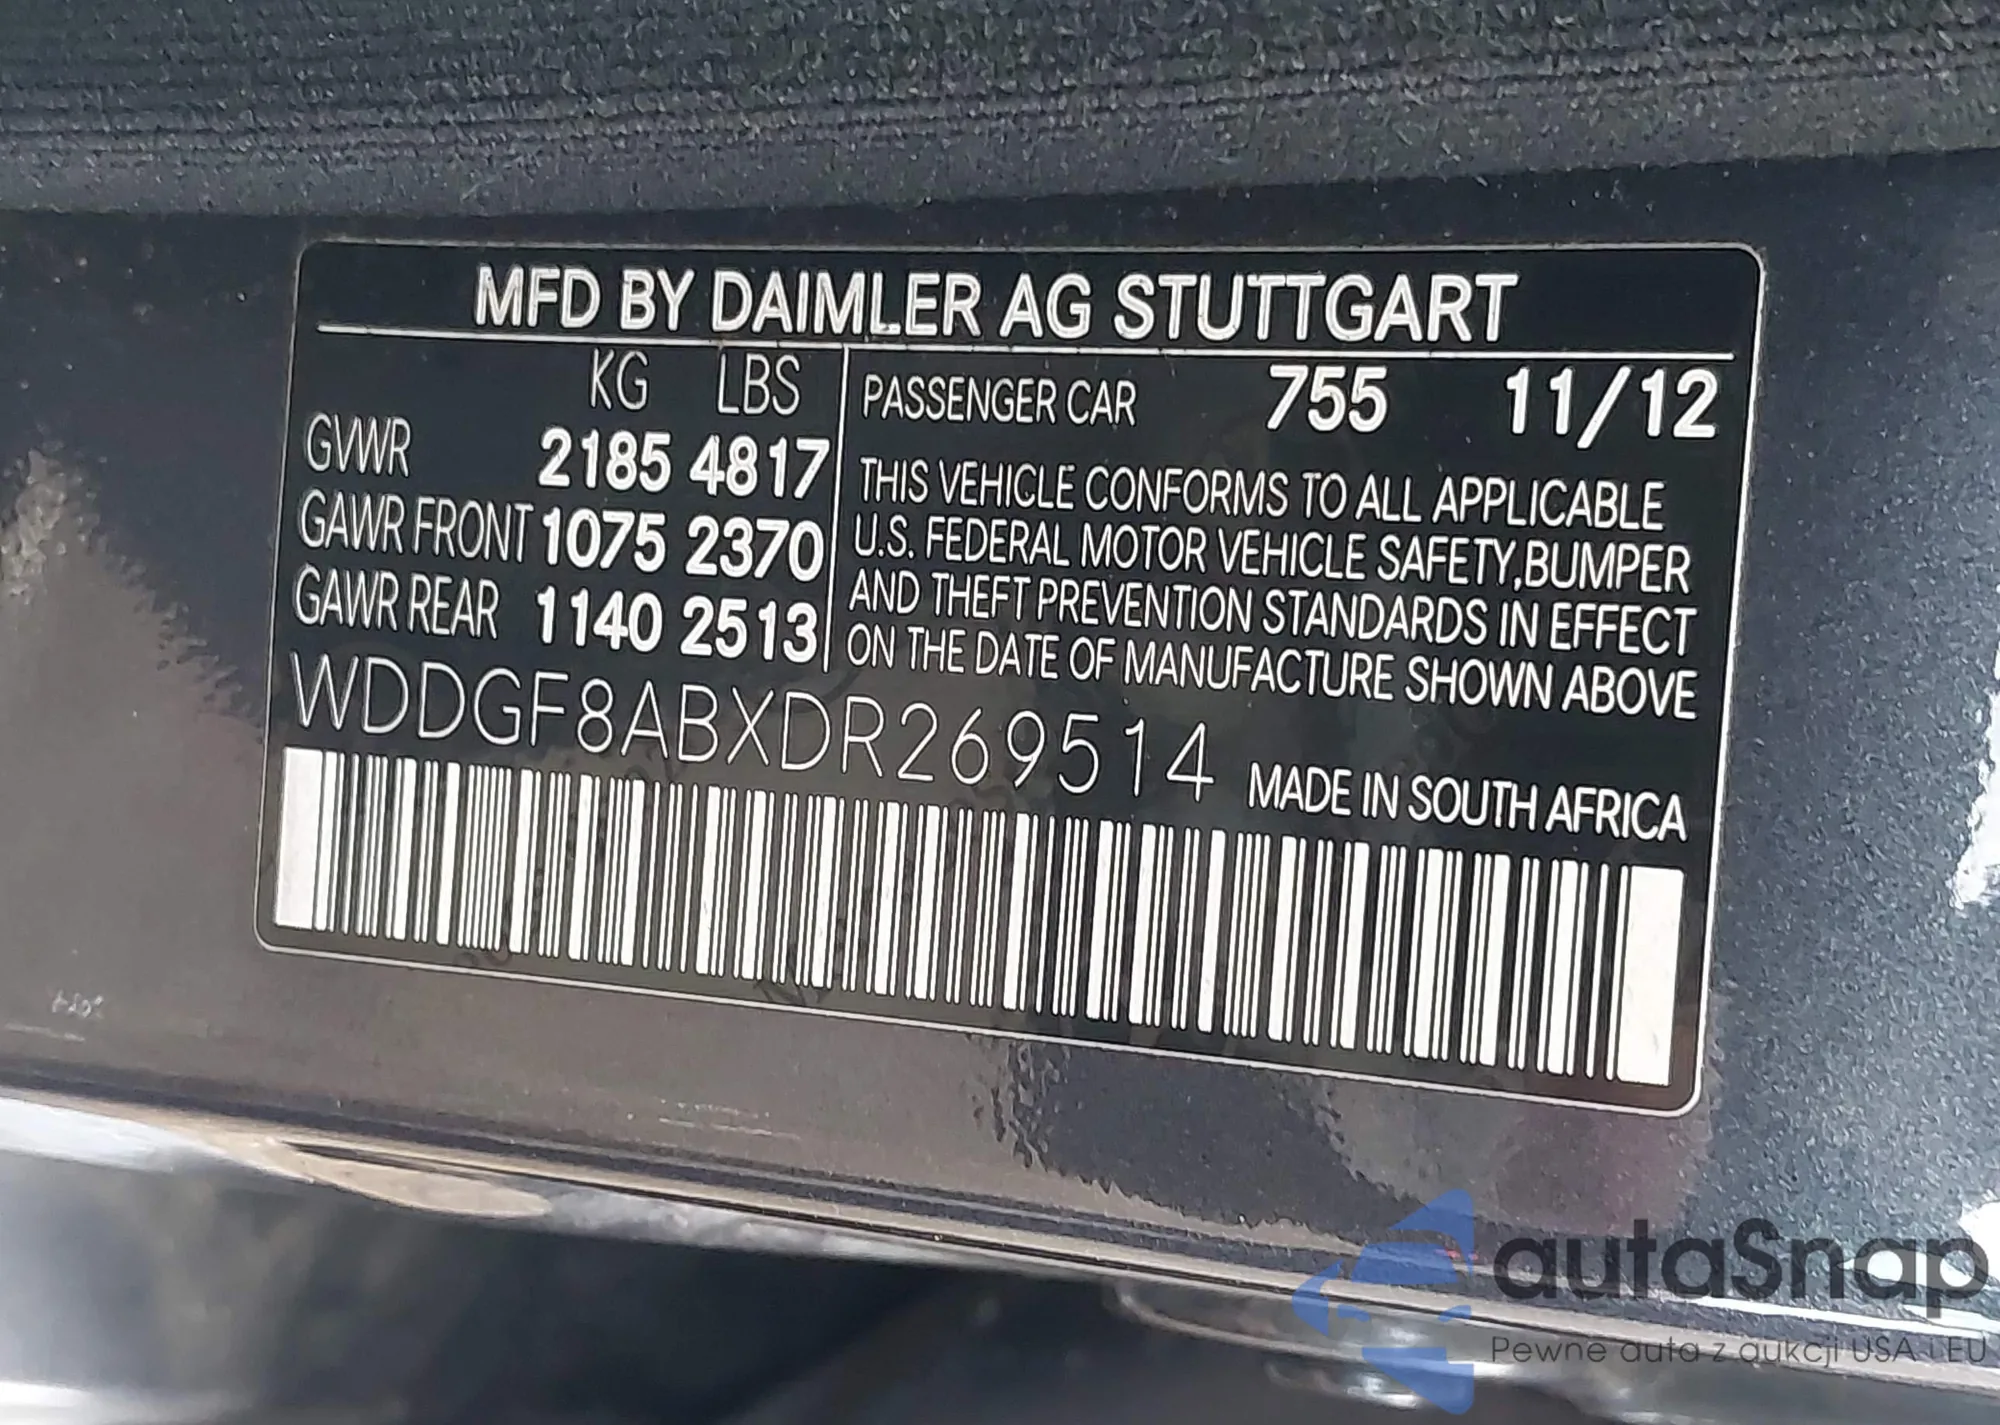 MFD BY DAIMLER AG STUTTGART
KG LBS
GVWR 2185 4817
GAWR FRONT 1075 2370
GAWR REAR 1140 2513
PASSENGER CAR 755 11/12
THIS VEHICLE CONFORMS TO ALL APPLICABLE
U.S. FEDERAL MOTOR VEHICLE SAFETY,BUMPER
AND THEFT PREVENTION STANDARDS IN EFFECT
ON THE DATE OF MANUFACTURE SHOWN ABOVE
WDDGF8ABXDR269514
MADE IN SOUTH AFRICA
autaSnap
Pewne auta z aukcji USA i EU